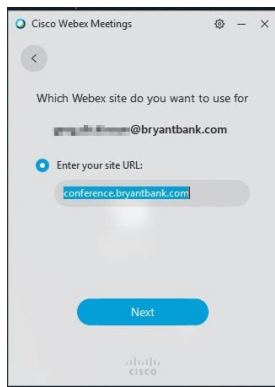 Cisco Webex Meetings
Which Webex site do you want to use for
@bryantbank.com
Enter your site URL:
conference.bryantbank.com
Next
CISCO